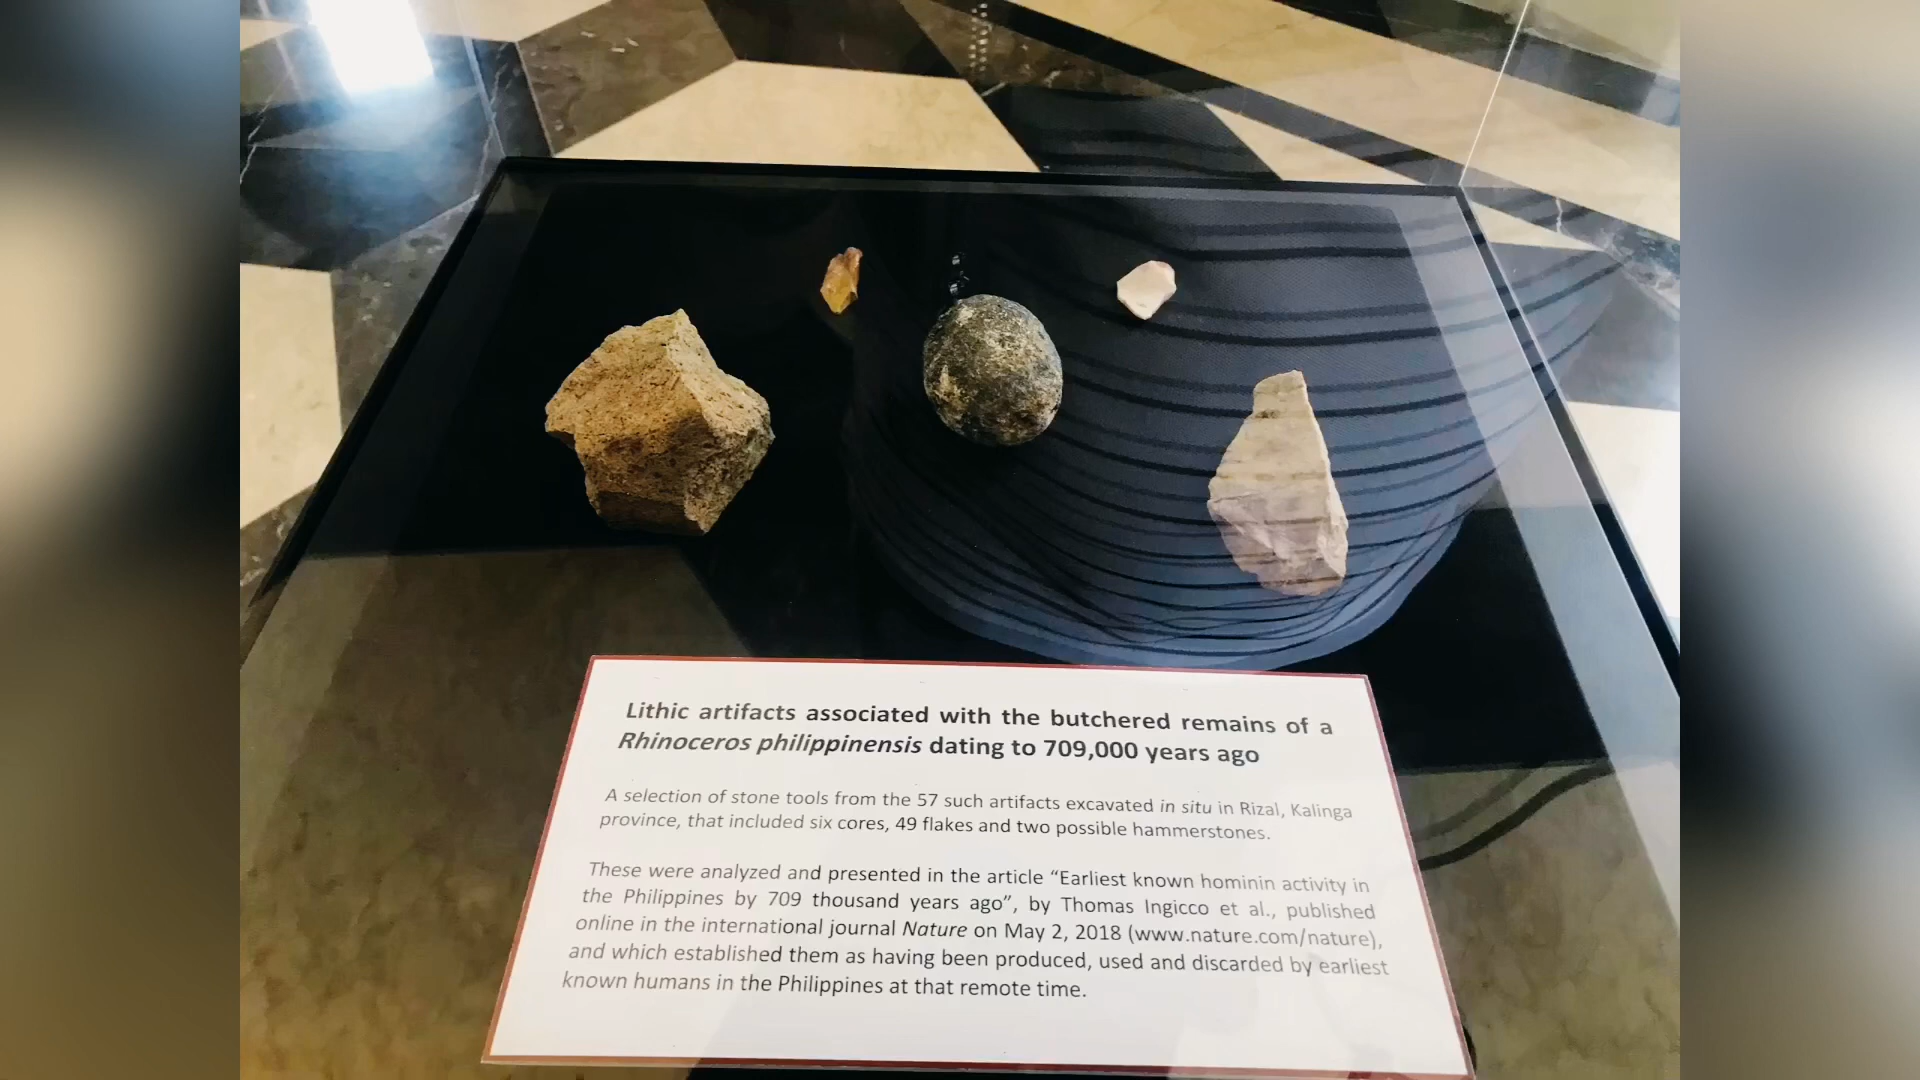 Lithic artifacts associated with the butchered remains of a
Rhinoceros philippinensis dating to 709,000 years ago
A selection of stone tools from the 57 such artifacts excavated in situ in Rizal, Kalinga
province, that included six cores, 49 flakes and two possible hammerstones.
These were analyzed and presented in the article “Earliest known hominin activity in
the Philippines by 709 thousand years ago”, by Thomas Ingicco et al., published
online in the international journal Nature on May 2, 2018 (www.nature.com/nature),
and which established them as having been produced, used and discarded by earliest
known humans in the Philippines at that remote time.